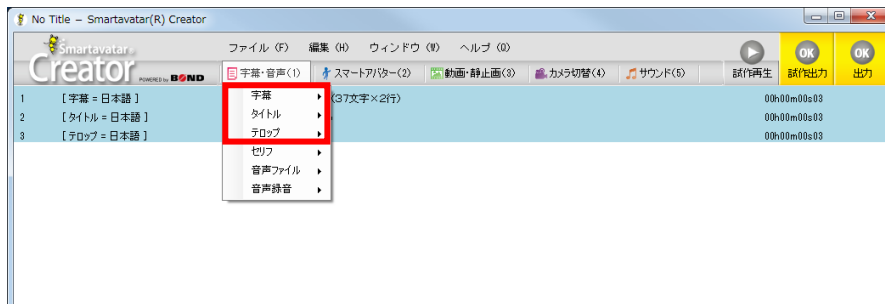 No Title – Smartavatar(R) Creator
Smartavatar
Creator
POWERED by BOND
ファイル (F) 編集 (H) ウィンドウ (W) ヘルプ (Q)
字幕・音声(1) スマートアバター(2) 動画・静止画(3) カメラ切替(4) サウンド(5)
試作再生
OK
試作出力
OK
出力
1 [ 字幕 = 日本語 ] (37文字×2行) 00h00m00s03
2 [ タイトル = 日本語 ] 00h00m00s03
3 [ テロップ = 日本語 ] 00h00m00s03
字幕
タイトル
テロップ
セリフ
音声ファイル
音声録音